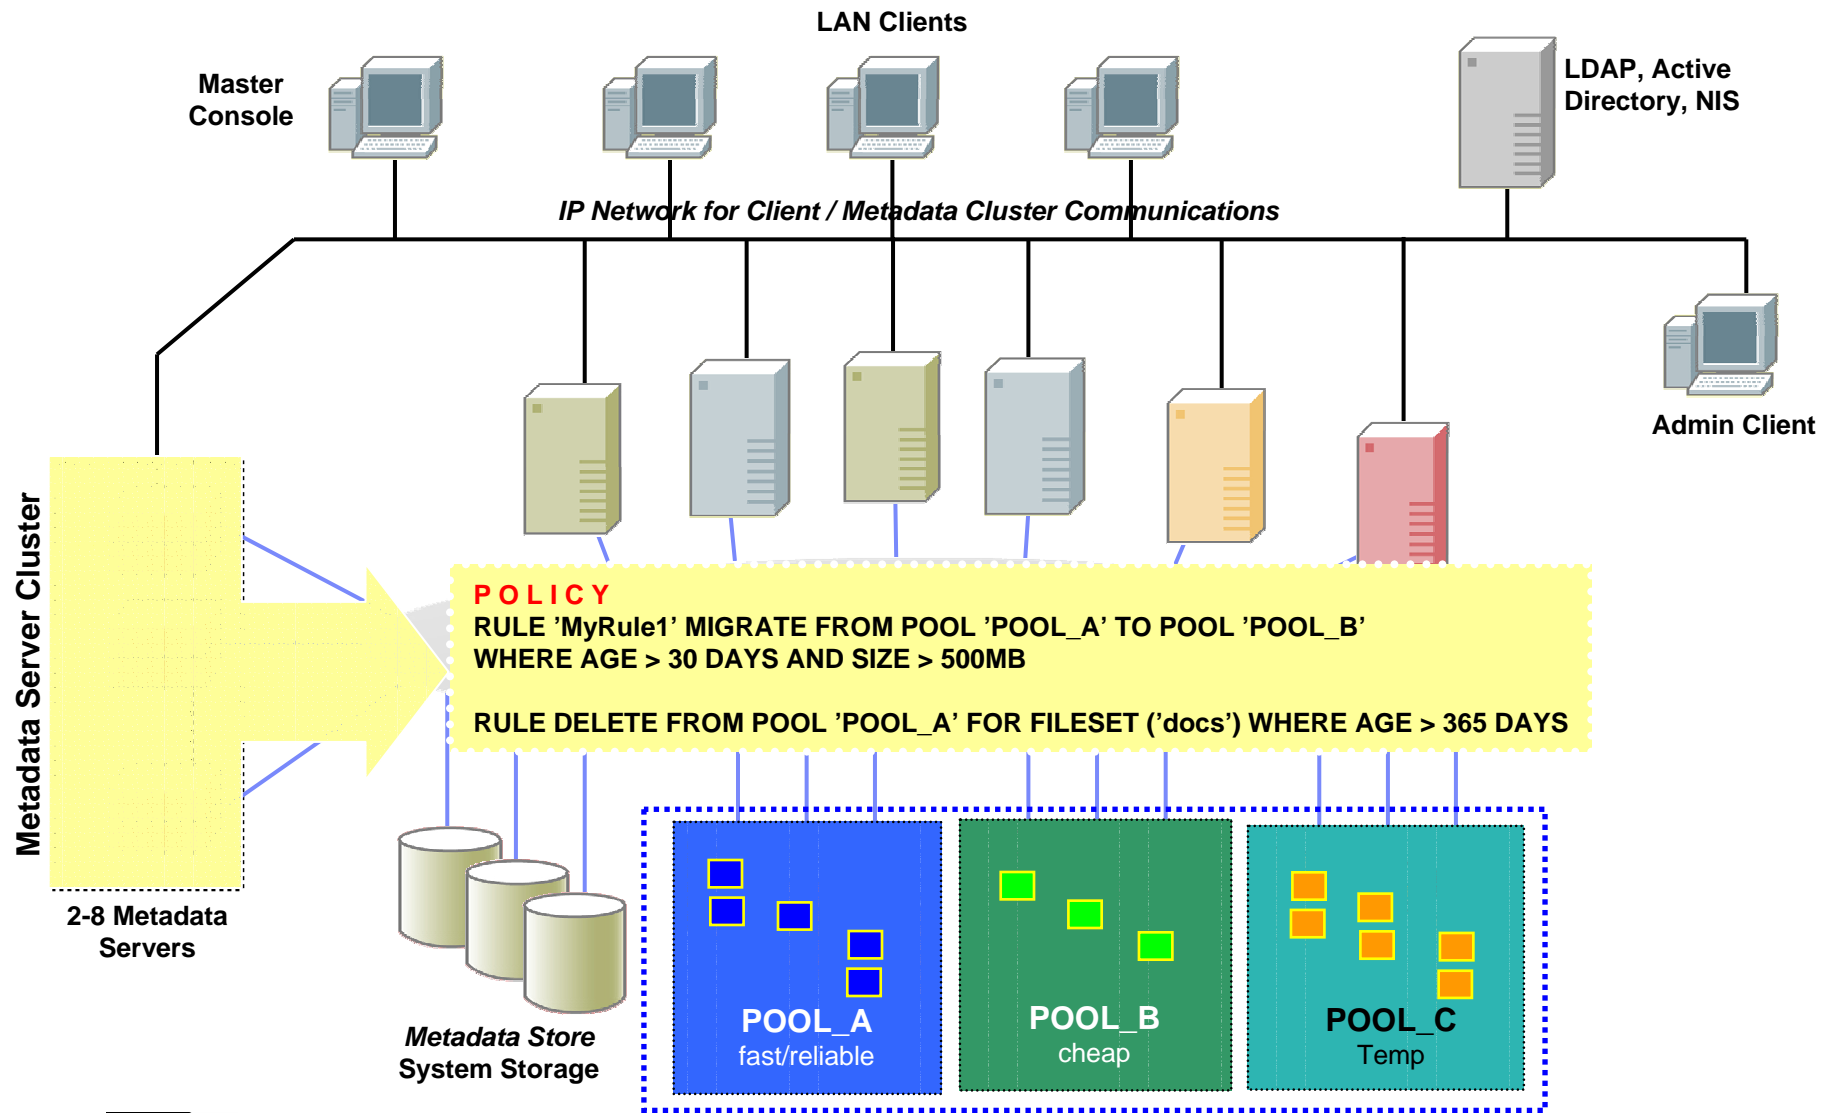 LAN Clients
Master
Console
LDAP, Active
Directory, NIS
IP Network for Client / Metadata Cluster Communications
Admin Client
Metadata Server Cluster
P O L I C Y
RULE ’MyRule1’ MIGRATE FROM POOL ’POOL_A’ TO POOL ’POOL_B’
WHERE AGE > 30 DAYS AND SIZE > 500MB
RULE DELETE FROM POOL ’POOL_A’ FOR FILESET (’docs’) WHERE AGE > 365 DAYS
2-8 Metadata
Servers
Metadata Store
System Storage
POOL_A
fast/reliable
POOL_B
cheap
POOL_C
Temp